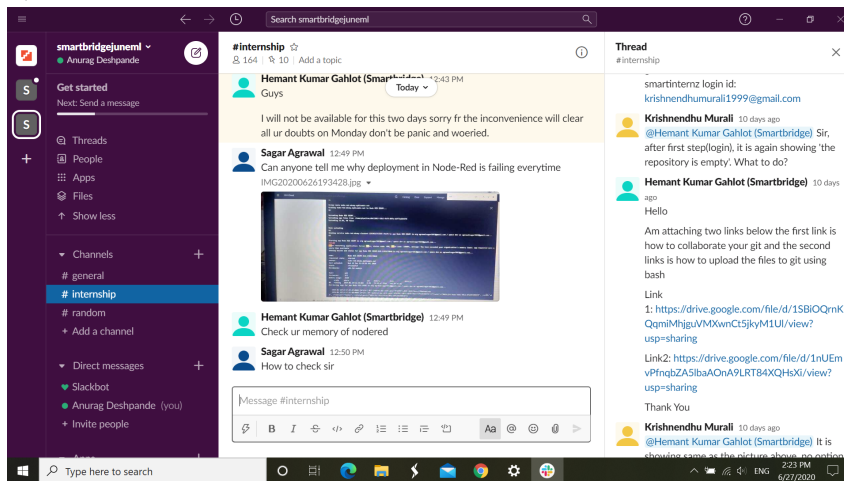 Search smartbridgejuneml
smartbridgejuneml
Anurag Deshpande
Get started
Next: Send a message
S
S
Threads
People
Apps
Files
Show less
Channels
# general
# internship
# random
+ Add a channel
Direct messages
Slackbot
Anurag Deshpande (you)
+ Invite people
#internship
164 | 10 | Add a topic
Hemant Kumar Gahlot (Smartbridge) 12:43 PM
Today
Guys
I will not be available for this two days sorry fr the inconvenience will clear
all ur doubts on Monday don't be panic and woeried.
Sagar Agrawal 12:49 PM
Can anyone tell me why deployment in Node-Red is failing everytime
IMG20200626193428.jpg
Hemant Kumar Gahlot (Smartbridge) 12:49 PM
Check ur memory of nodered
Sagar Agrawal 12:50 PM
How to check sir
Message #internship
B I Aa @
Thread
#internship
smartinternz login id:
krishnendhumurali1999@gmail.com
Krishnendhu Murali 10 days ago
@Hemant Kumar Gahlot (Smartbridge) Sir,
after first step(login), it is again showing 'the
repository is empty'. What to do?
Hemant Kumar Gahlot (Smartbridge) 10 days
ago
Hello
Am attaching two links below the first link is
how to collaborate your git and the second
links is how to upload the files to git using
bash
Link
1: https://drive.google.com/file/d/1SBiOQrnK
QqmiMhjguVMXwnCt5jkyM1Ul/view?
usp=sharing
Link2: https://drive.google.com/file/d/1nUEm
vPfnqbZA5lbaAOnA9LRT84XQHsXi/view?
usp=sharing
Thank You
Krishnendhu Murali 10 days ago
@Hemant Kumar Gahlot (Smartbridge) It is
showing same as the picture above, no option
Type here to search
ENG
2:23 PM
6/27/2020